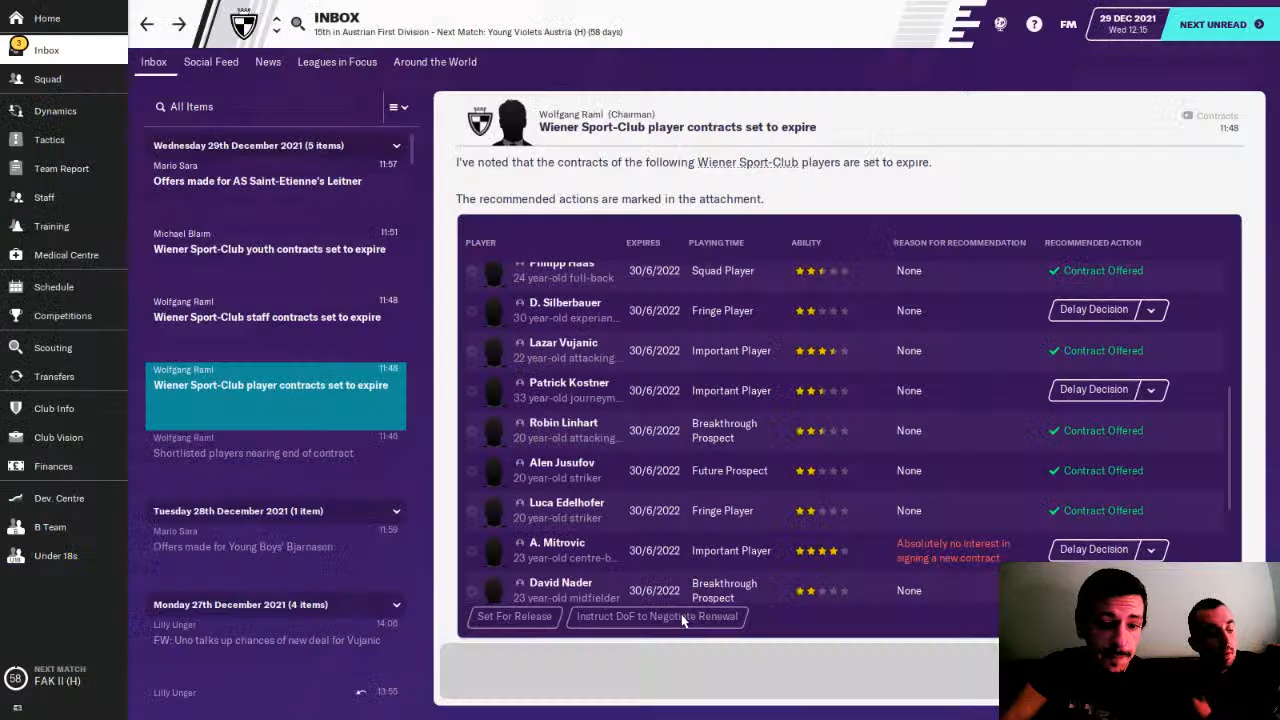 INBOX
15th in Austrian First Division - Next Match: Young Violets Austria (H) (58 days)
FM
29 DEC 2021
Wed 12.15
NEXT UNREAD
Home
3
Inbox
Squad
Dynamics
Tactics
Team Report
Staff
Training
Medical Centre
Schedule
Competitions
Scouting
Transfers
Club Info
Club Vision
Finances
Dev. Centre
B Team
Under 18s
58
NEXT MATCH
FAK II (H)
Inbox
Social Feed
News
Leagues in Focus
Around the World
All Items
Wednesday 29th December 2021 (5 items)
Mario Sara
11:57
Offers made for AS Saint-Etienne's Leitner
Michael Blaim
11:51
Wiener Sport-Club youth contracts set to expire
Wolfgang Raml
11:48
Wiener Sport-Club staff contracts set to expire
Wolfgang Raml
11:48
Wiener Sport-Club player contracts set to expire
Wolfgang Raml
11:46
Shortlisted players nearing end of contract
Tuesday 28th December 2021 (1 item)
Mario Sara
11:59
Offers made for Young Boys' Bjarnason
Monday 27th December 2021 (4 items)
Lilly Unger
14:06
FW: Uno talks up chances of new deal for Vujanic
Lilly Unger
13:55
Wolfgang Raml (Chairman)
Wiener Sport-Club player contracts set to expire
Contracts
11:48
I've noted that the contracts of the following Wiener Sport-Club players are set to expire.
The recommended actions are marked in the attachment.
PLAYER EXPIRES PLAYING TIME ABILITY REASON FOR RECOMMENDATION RECOMMENDED ACTION
Philipp Haas
24 year-old full-back
30/6/2022 Squad Player None Contract Offered
D. Silberbauer
30 year-old experien...
30/6/2022 Fringe Player None Delay Decision
Lazar Vujanic
22 year-old attacking...
30/6/2022 Important Player None Contract Offered
Patrick Kostner
33 year-old journeym...
30/6/2022 Important Player None Delay Decision
Robin Linhart
20 year-old attacking...
30/6/2022 Breakthrough Prospect None Contract Offered
Alen Jusufov
20 year-old striker
30/6/2022 Future Prospect None Contract Offered
Luca Edelhofer
20 year-old striker
30/6/2022 Fringe Player None Contract Offered
A. Mitrovic
23 year-old centre-b...
30/6/2022 Important Player Absolutely no interest in signing a new contract Delay Decision
David Nader
23 year-old midfielder
30/6/2022 Breakthrough Prospect None
Set For Release
Instruct DoF to Negotiate Renewal